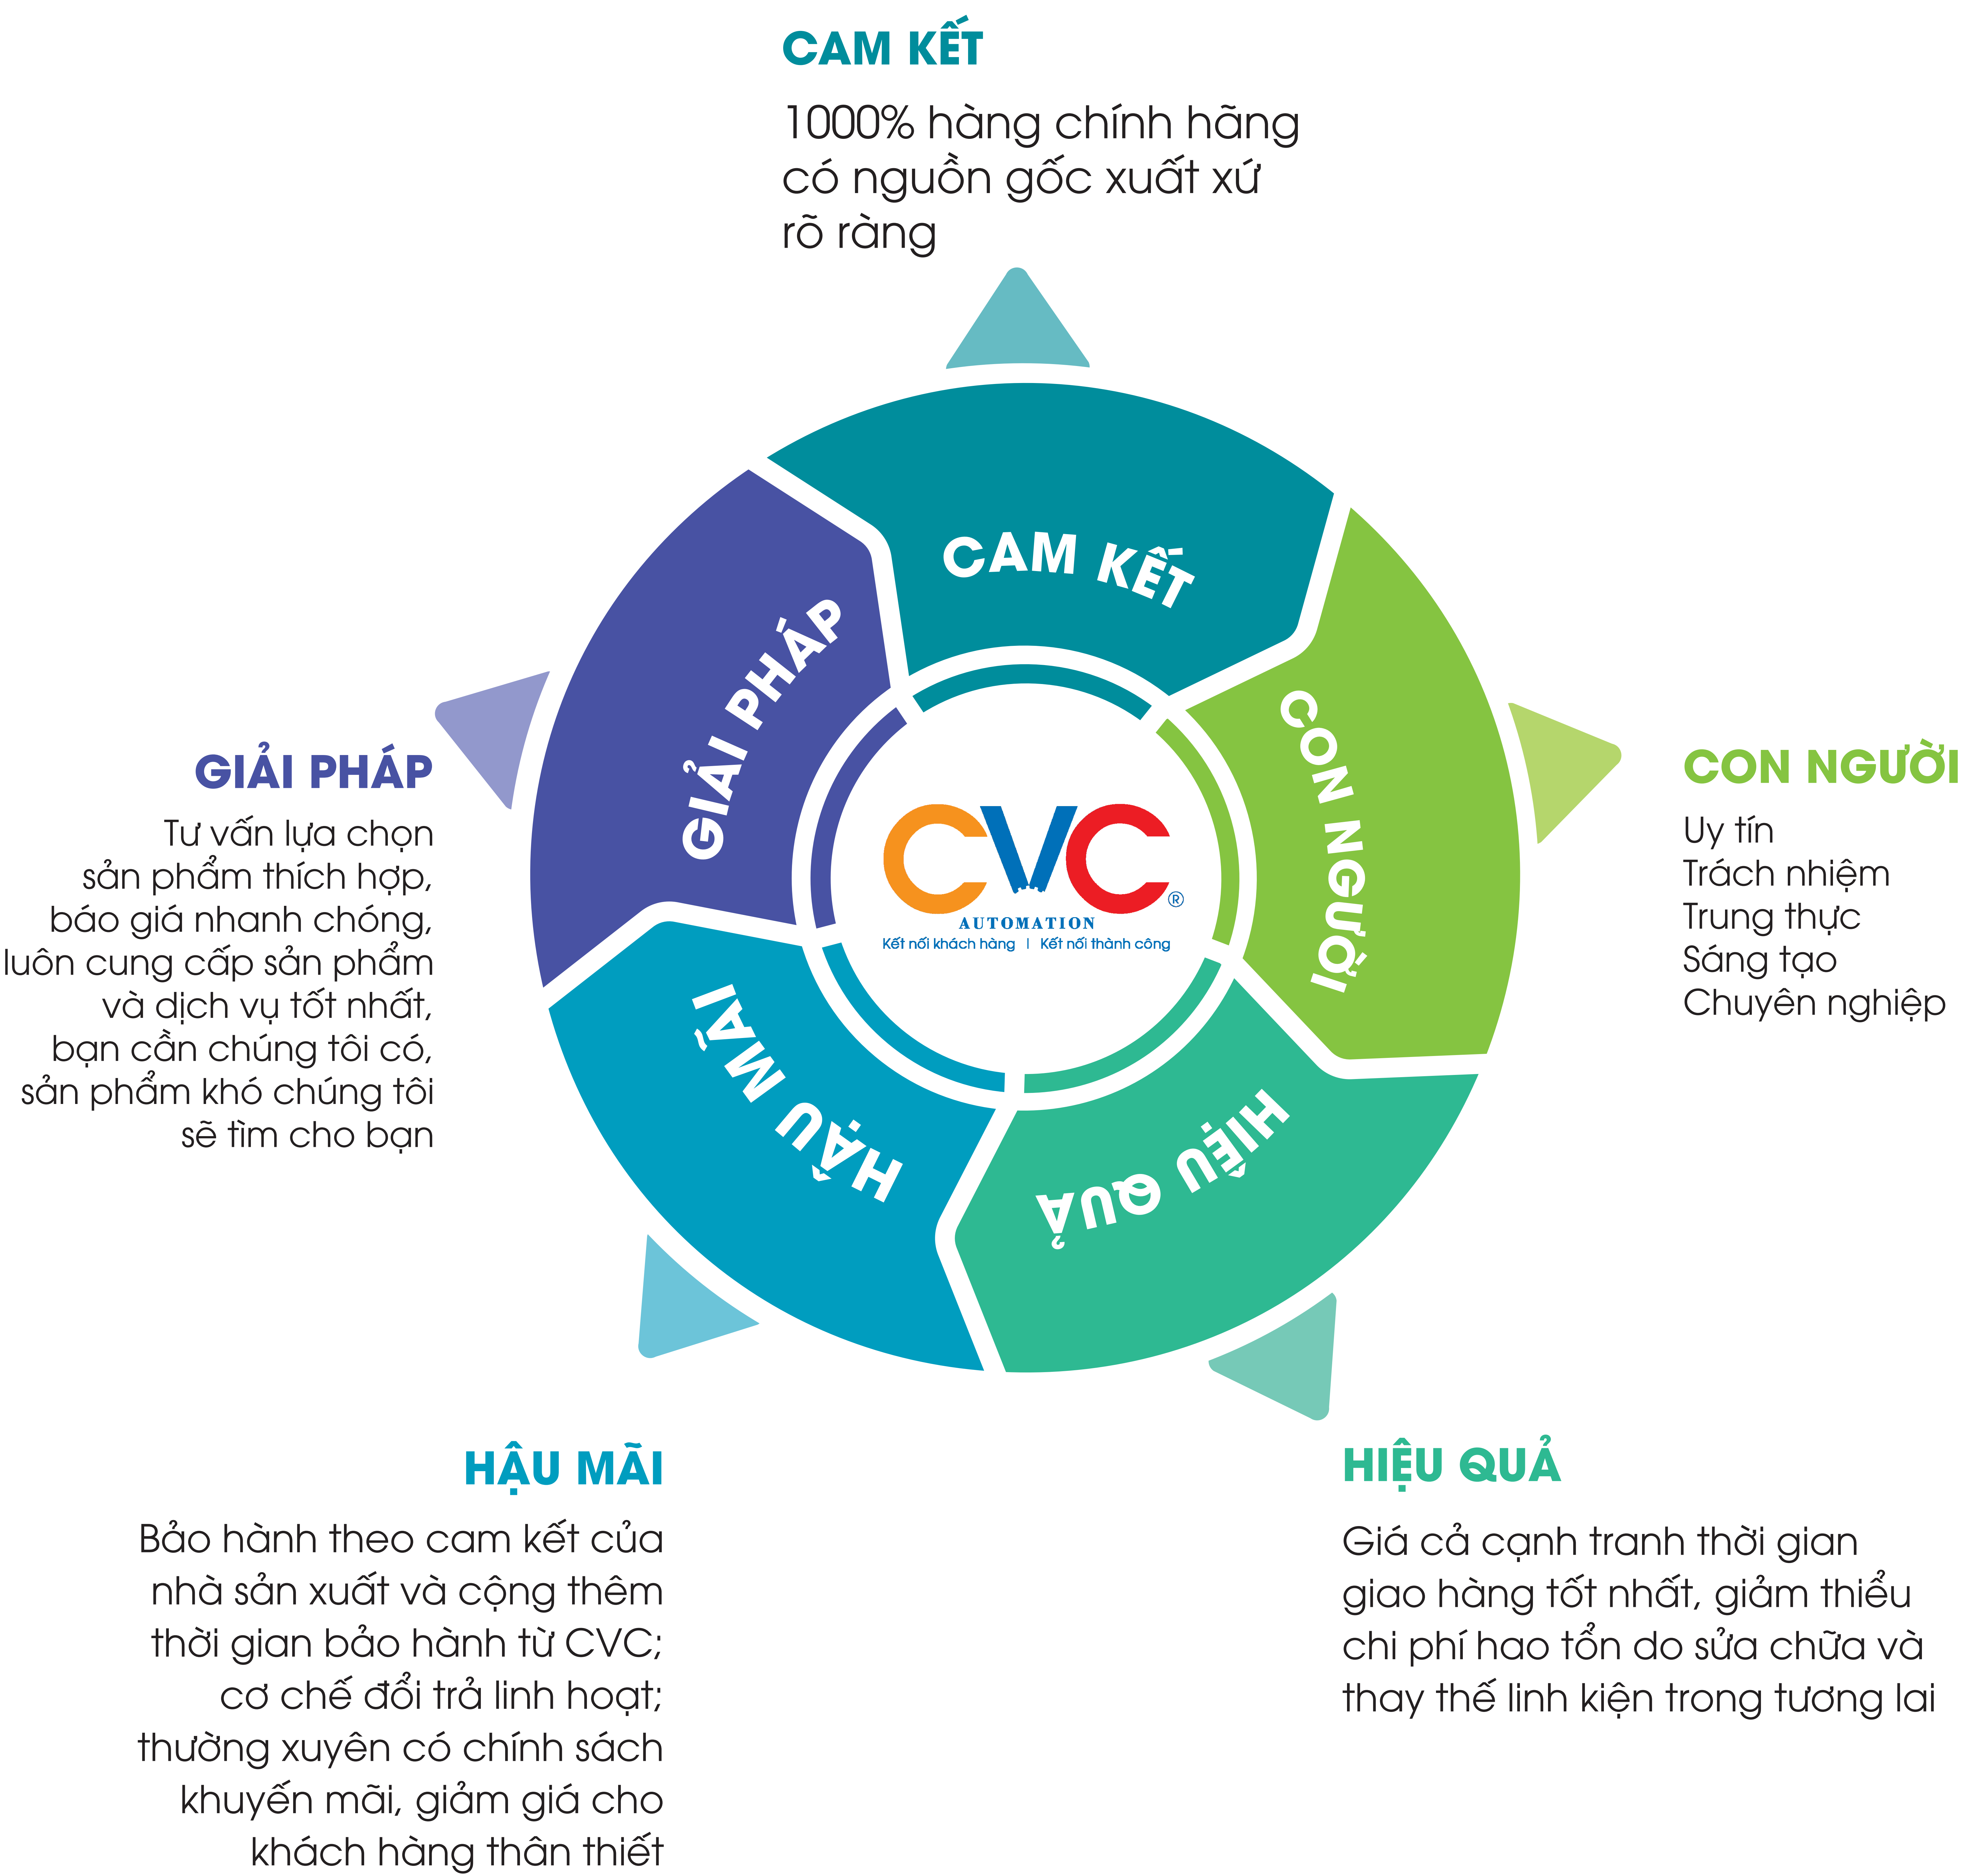 CAM KẾT
1000% hàng chính hãng
có nguồn gốc xuất xứ
rõ ràng
CAM KẾT
CON NGƯỜI
HIỆU QUẢ
HẬU MÃI
GIẢI PHÁP
CVC
®
AUTOMATION
Kết nối khách hàng | Kết nối thành công
CON NGƯỜI
Uy tín
Trách nhiệm
Trung thực
Sáng tạo
Chuyên nghiệp
HIỆU QUẢ
Giá cả cạnh tranh thời gian
giao hàng tốt nhất, giảm thiểu
chi phí hao tổn do sửa chữa và
thay thế linh kiện trong tương lai
HẬU MÃI
Bảo hành theo cam kết của
nhà sản xuất và cộng thêm
thời gian bảo hành từ CVC;
cơ chế đổi trả linh hoạt;
thường xuyên có chính sách
khuyến mãi, giảm giá cho
khách hàng thân thiết
GIẢI PHÁP
Tư vấn lựa chọn
sản phẩm thích hợp,
báo giá nhanh chóng,
luôn cung cấp sản phẩm
và dịch vụ tốt nhất,
bạn cần chúng tôi có,
sản phẩm khó chúng tôi
sẽ tìm cho bạn